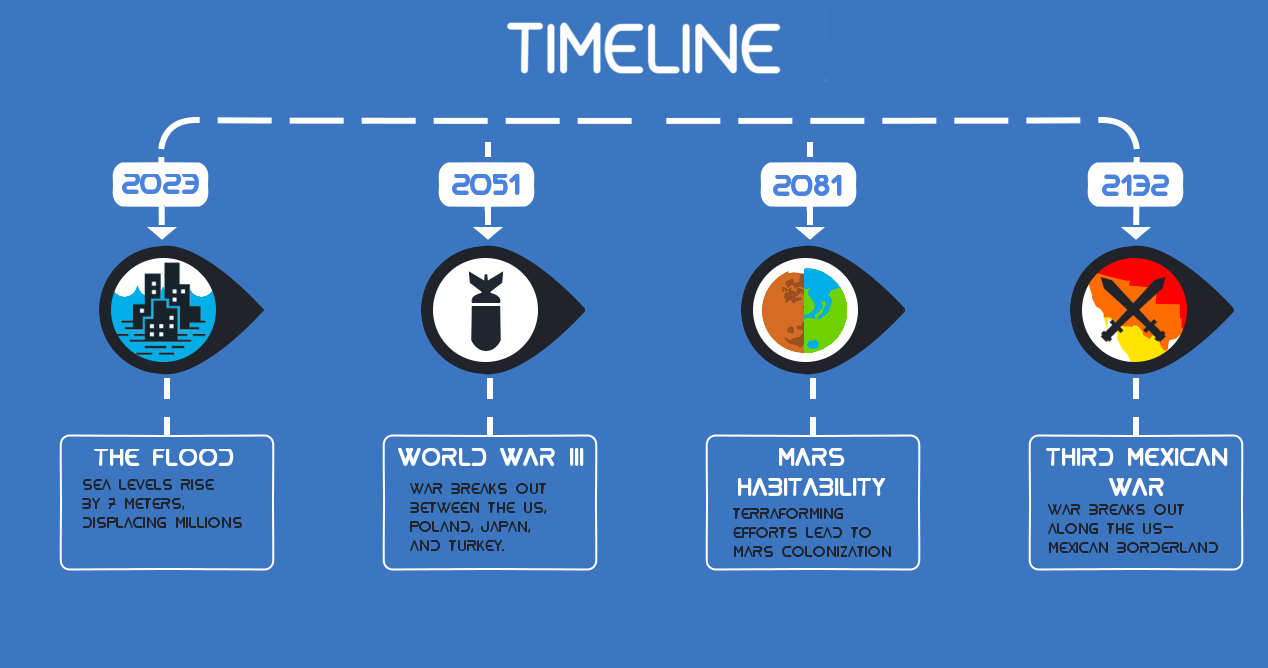 TIMELINE
2023
2051
2081
2132
THE FLOOD
SEA LEVELS RISE
BY 7 METERS,
DISPLACING MILLIONS
WORLD WAR III
WAR BREAKS OUT
BETWEEN THE US,
POLAND, JAPAN,
AND TURKEY.
MARS
HABITABILITY
TERRAFORMING
EFFORTS LEAD TO
MARS COLONIZATION
THIRD MEXICAN
WAR
WAR BREAKS OUT
ALONG THE US-
MEXICAN BORDERLAND